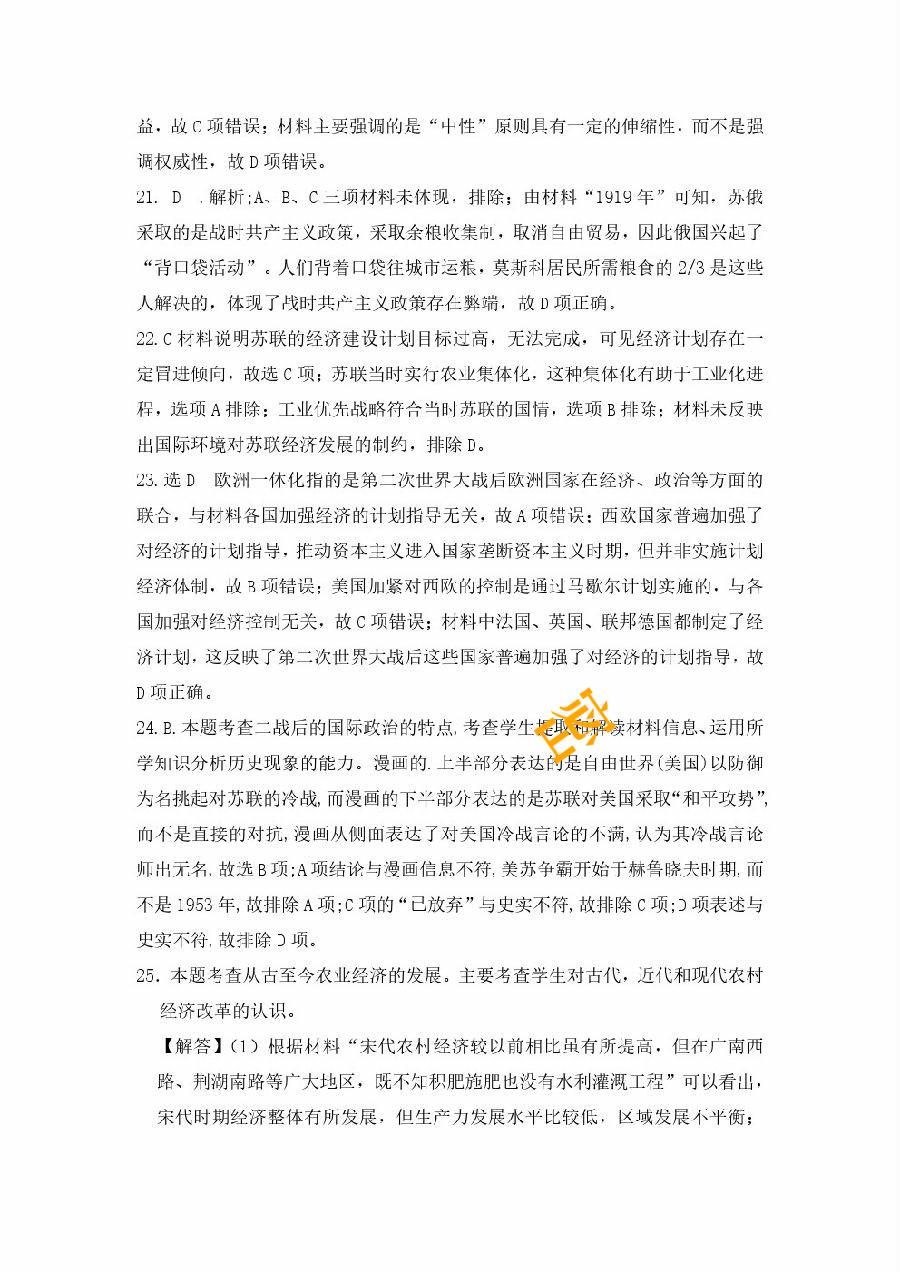 益，故C项错误；材料主要强调的是“中性”原则具有一定的伸缩性，而不是强
调权威性，故D项错误。
21. D .解析;A、B、C三项材料未体现，排除；由材料“1919年”可知，苏俄
采取的是战时共产主义政策，采取余粮收集制，取消自由贸易，因此俄国兴起了
“背口袋活动”。人们背着口袋往城市运粮，莫斯科居民所需粮食的2/3是这些
人解决的，体现了战时共产主义政策存在弊端，故D项正确。
22.C材料说明苏联的经济建设计划目标过高，无法完成，可见经济计划存在一
定冒进倾向，故选C项；苏联当时实行农业集体化，这种集体化有助于工业化进
程，选项A排除；工业优先战略符合当时苏联的国情，选项B排除；材料未反映
出国际环境对苏联经济发展的制约，排除D。
23.选D 欧洲一体化指的是第二次世界大战后欧洲国家在经济、政治等方面的
联合，与材料各国加强经济的计划指导无关，故A项错误；西欧国家普遍加强了
对经济的计划指导，推动资本主义进入国家垄断资本主义时期，但并非实施计划
经济体制，故B项错误；美国加紧对西欧的控制是通过马歇尔计划实施的，与各
国加强对经济控制无关，故C项错误；材料中法国、英国、联邦德国都制定了经
济计划，这反映了第二次世界大战后这些国家普遍加强了对经济的计划指导，故
D项正确。
24.B.本题考查二战后的国际政治的特点,考查学生提取和解读材料信息、运用所
学知识分析历史现象的能力。漫画的.上半部分表达的是自由世界(美国)以防御
为名挑起对苏联的冷战,而漫画的下半部分表达的是苏联对美国采取“和平攻势”,
而不是直接的对抗,漫画从侧面表达了对美国冷战言论的不满,认为其冷战言论
师出无名,故选B项;A项结论与漫画信息不符,美苏争霸开始于赫鲁晓夫时期,而
不是1953年,故排除A项;C项的“已放弃”与史实不符,故排除C项;D项表述与
史实不符,故排除D项。
25．本题考查从古至今农业经济的发展。主要考查学生对古代，近代和现代农村
经济改革的认识。
【解答】（1）根据材料“宋代农村经济较以前相比虽有所提高，但在广南西
路、荆湖南路等广大地区，既不知积肥施肥也没有水利灌溉工程”可以看出，
宋代时期经济整体有所发展，但生产力发展水平比较低，区域发展不平衡；